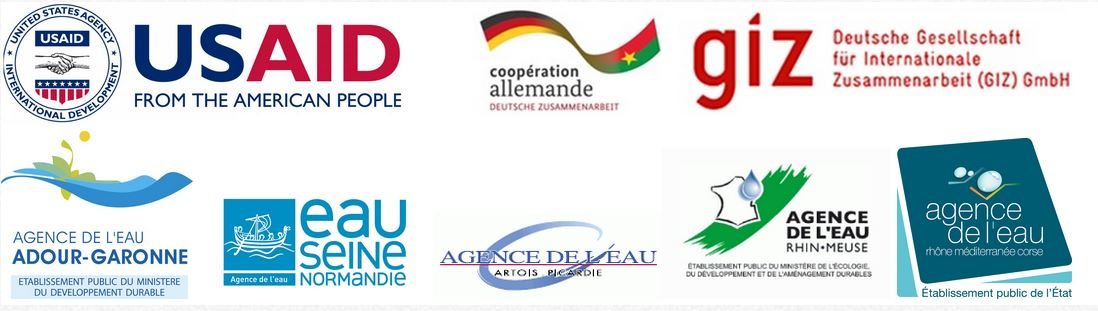 UNITED STATES AGENCY
USAID
INTERNATIONAL DEVELOPMENT
USAID
FROM THE AMERICAN PEOPLE
coopération
allemande
DEUTSCHE ZUSAMMENARBEIT
giz
Deutsche Gesellschaft
für Internationale
Zusammenarbeit (GIZ) GmbH
AGENCE DE L'EAU
ADOUR-GARONNE
ETABLISSEMENT PUBLIC DU MINISTERE
DU DEVELOPPEMENT DURABLE
Agence de l'eau
eau
SEINE
NORMANDIE
AGENCE DE L'ÉAU
ARTOIS PICARDIE
AGENCE
DE L'EAU
RHIN•MEUSE
ÉTABLISSEMENT PUBLIC DU MINISTÈRE DE L'ÉCOLOGIE,
DU DÉVELOPPEMENT ET DE L'AMÉNAGEMENT DURABLES
agence
de l'eau
rhône méditerranée corse
Établissement public de l'État